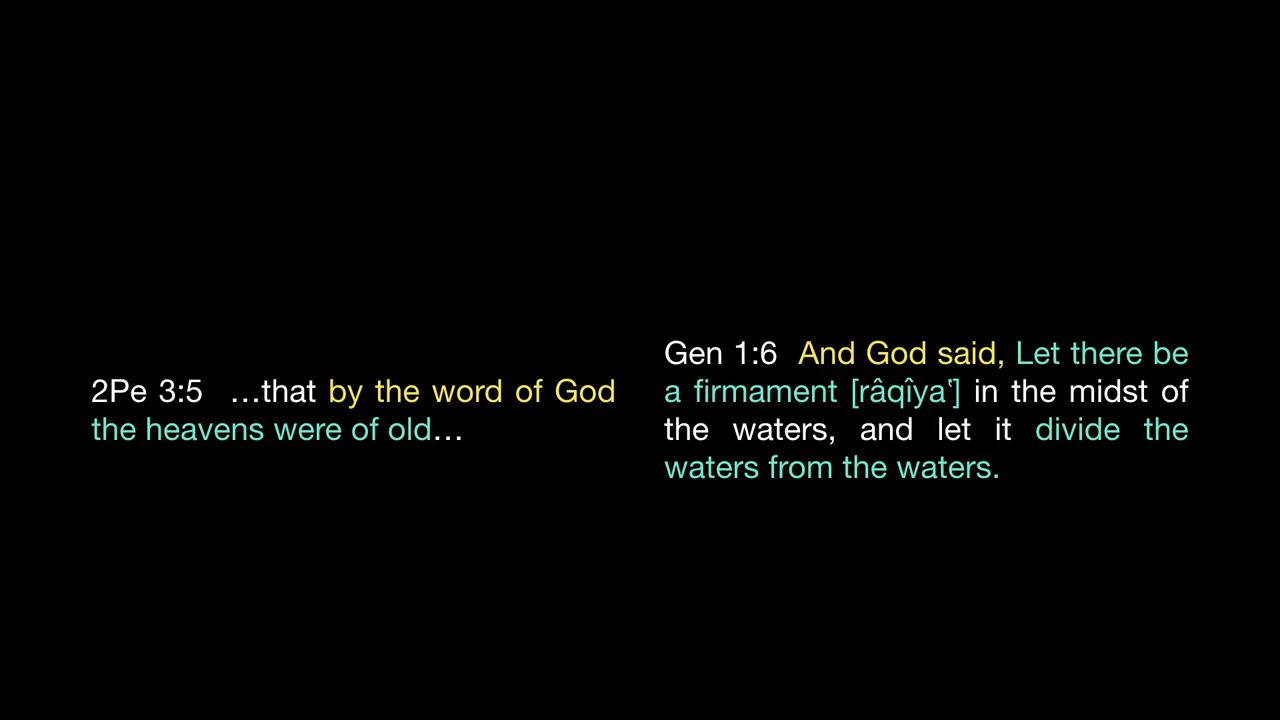 2Pe 3:5 …that by the word of God
the heavens were of old…
Gen 1:6 And God said, Let there be
a firmament [râqîya‛] in the midst of
the waters, and let it divide the
waters from the waters.